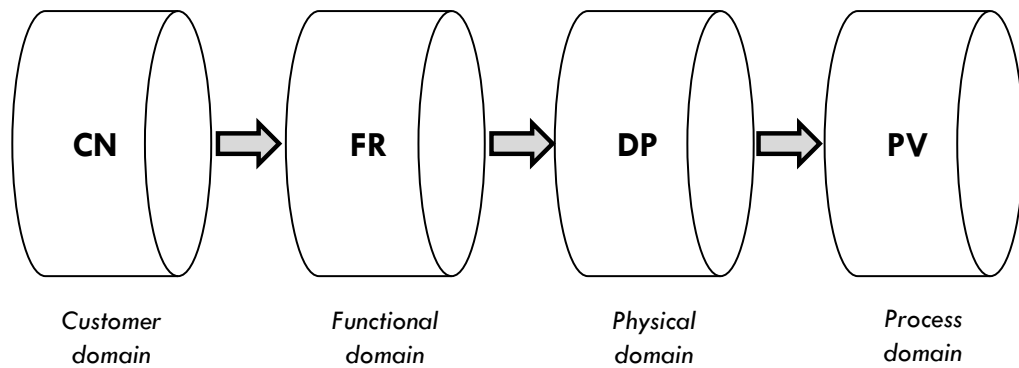 CN
FR
DP
PV
Customer
domain
Functional
domain
Physical
domain
Process
domain